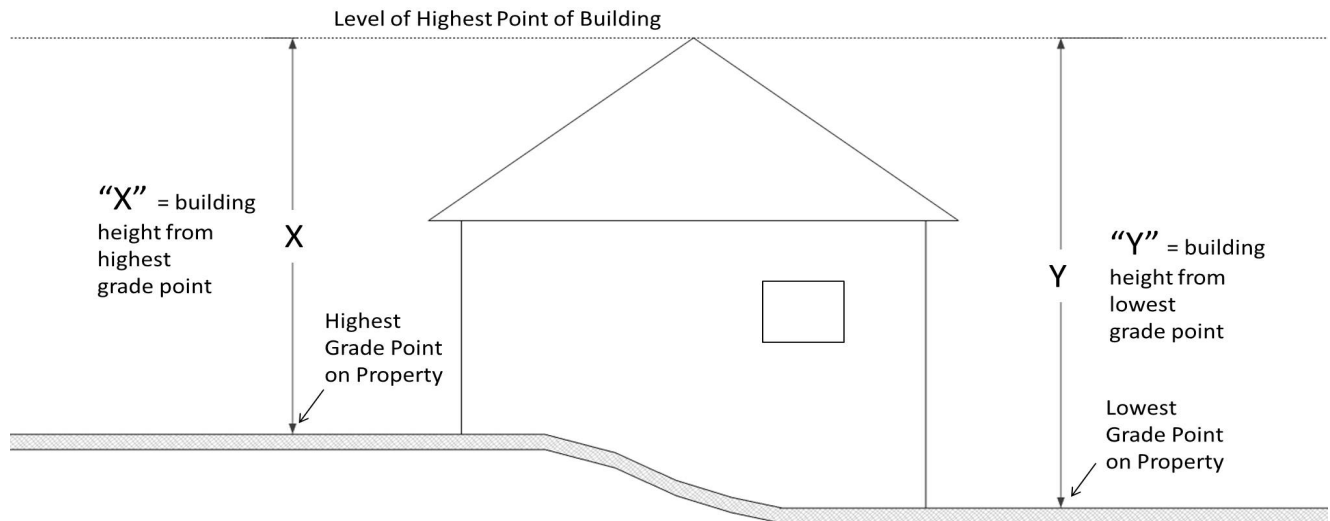 Level of Highest Point of Building
“X” = building
height from
highest
grade point
X
Highest
Grade Point
on Property
Y
“Y” = building
height from
lowest
grade point
Lowest
Grade Point
on Property